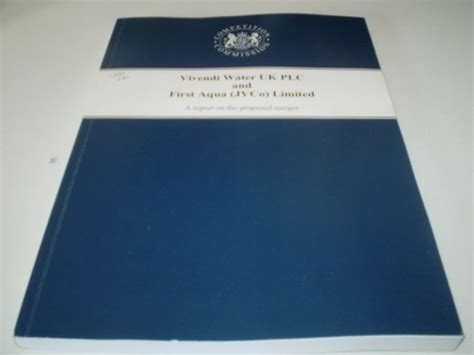 COMPETITION
COMMISSION
Vivendi Water UK PLC
and
First Aqua (JVCo) Limited
A report on the proposed merger